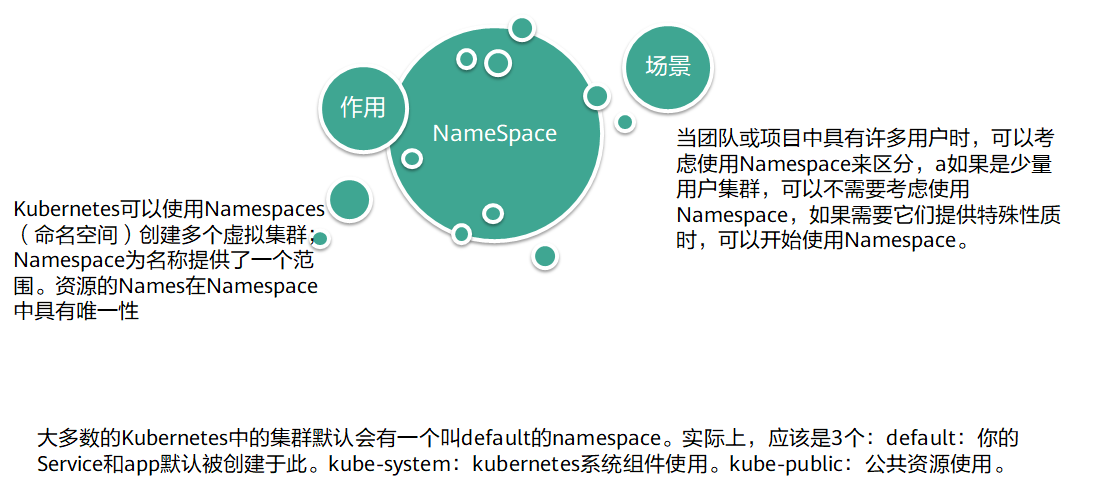 作用
NameSpace
场景
Kubernetes可以使用Namespaces
（命名空间）创建多个虚拟集群；
Namespace为名称提供了一个范
围。资源的Names在Namespace
中具有唯一性
当团队或项目中具有许多用户时，可以考
虑使用Namespace来区分，a如果是少量
用户集群，可以不需要考虑使用
Namespace，如果需要它们提供特殊性质
时，可以开始使用Namespace。
大多数的Kubernetes中的集群默认会有一个叫default的namespace。实际上，应该是3个：default：你的
Service和app默认被创建于此。kube-system：kubernetes系统组件使用。kube-public：公共资源使用。